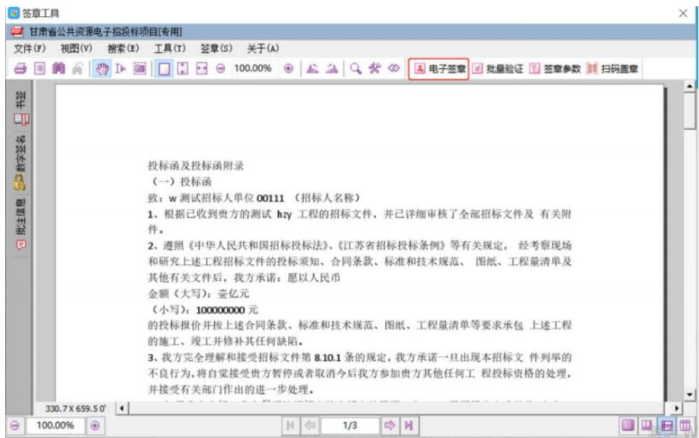 签章工具
甘肃省公共资源电子招投标项目[专用]
文件(F) 视图(V) 搜索(E) 工具(T) 签章(S) 关于(A)
100.00% 电子签章 批量验证 签章参数 扫码盖章
书签
数字签名
批注信息
投标函及投标函附录
（一）投标函
致：w 测试招标人单位 00111 （招标人名称）
1、根据已收到贵方的测试 hzy 工程的招标文件，并已详细审核了全部招标文件及 有关附
件。
2、遵照《中华人民共和国招标投标法》、《江苏省招标投标条例》等有关规定， 经考察现场
和研究上述工程招标文件的投标须知、合同条款、标准和技术规范、 图纸、工程量清单及
其他有关文件后，我方承诺：愿以人民币
金额（大写）：壹亿元
（小写）：100000000 元
的投标报价并按上述合同条款、标准和技术规范、图纸、工程量清单等要求承包 上述工程
的施工、竣工并修补其任何缺陷。
3、我方完全理解和接受招标文件第 8.10.1 条的规定，我方承诺一旦出现本招标文 件列举的
不良行为，将自觉接受贵方暂停或者取消今后我方参加贵方其他任何工 程投标资格的处理，
并接受有关部门作出的进一步处理。
330.7 X 659.5 0'
100.00% 1/3